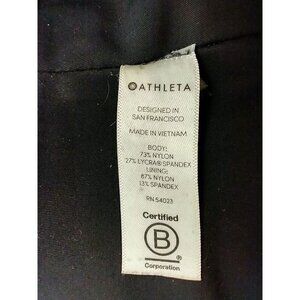 ATHLETA
DESIGNED IN
SAN FRANCISCO
MADE IN VIETNAM
BODY:
73% NYLON
27% LYCRA® SPANDEX
LINING:
87% NYLON
13% SPANDEX
RN 54023
Certified
B
Corporation